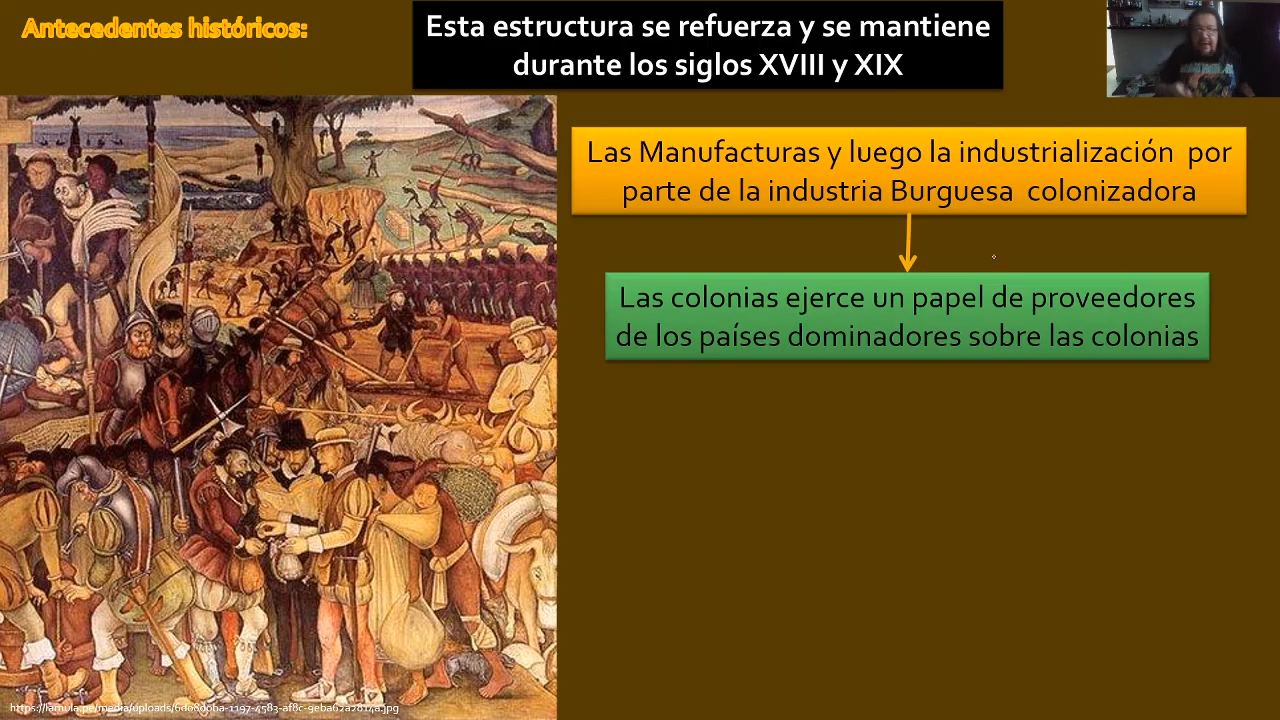 Antecedentes históricos:
Esta estructura se refuerza y se mantiene
durante los siglos XVIII y XIX
Las Manufacturas y luego la industrialización por
parte de la industria Burguesa colonizadora
Las colonias ejerce un papel de proveedores
de los países dominadores sobre las colonias